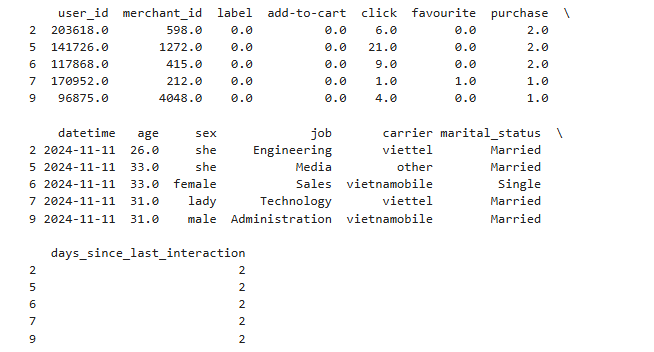 user_id merchant_id label add-to-cart click favourite purchase \
2 203618.0 598.0 0.0 0.0 6.0 0.0 2.0
5 141726.0 1272.0 0.0 0.0 21.0 0.0 2.0
6 117868.0 415.0 0.0 0.0 9.0 0.0 2.0
7 170952.0 212.0 0.0 0.0 1.0 1.0 1.0
9 96875.0 4048.0 0.0 0.0 4.0 0.0 1.0
datetime age sex job carrier marital_status \
2 2024-11-11 26.0 she Engineering viettel Married
5 2024-11-11 33.0 she Media other Married
6 2024-11-11 33.0 female Sales vietnamobile Single
7 2024-11-11 31.0 lady Technology viettel Married
9 2024-11-11 31.0 male Administration vietnamobile Married
days_since_last_interaction
2 2
5 2
6 2
7 2
9 2